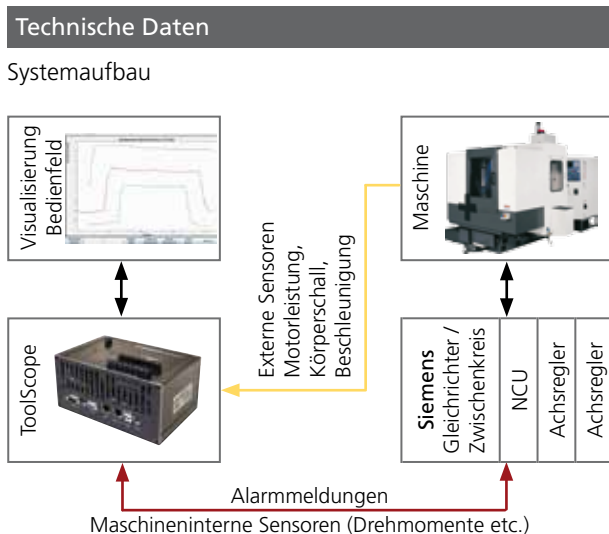 Technische Daten
Systemaufbau
Visualisierung
Bedienfeld
Maschine
Externe Sensoren
Motorleistung,
Körperschall,
Beschleunigung
ToolScope
Siemens
Gleichrichter /
Zwischenkreis
NCU
Achsregler
Achsregler
Alarmmeldungen
Maschineninterne Sensoren (Drehmomente etc.)